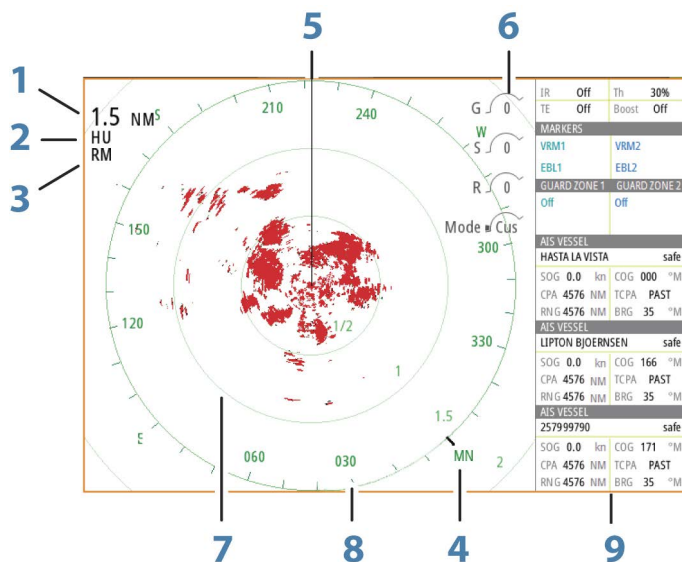 5
6
1
2
3
1.5 NM
HU
RM
S
210
240
W
150
300
120
330
E
060
030
MN
1/2
1
1.5
2
G 0
S 0
R 0
Mode Cus
IR Off Th 30%
TE Off Boost Off
MARKERS
VRM1 VRM2
EBL1 EBL2
GUARD ZONE 1 GUARD ZONE 2
Off Off
AIS VESSEL
HASTA LA VISTA safe
SOG 0.0 kn COG 000 °M
CPA 4576 NM TCPA PAST
RNG 4576 NM BRG 35 °M
AIS VESSEL
LIPTON BJOERNSEN safe
SOG 0.0 kn COG 166 °M
CPA 4576 NM TCPA PAST
RNG 4576 NM BRG 35 °M
AIS VESSEL
257999790 safe
SOG 0.0 kn COG 171 °M
CPA 4576 NM TCPA PAST
RNG 4576 NM BRG 35 °M
7
8
4
9